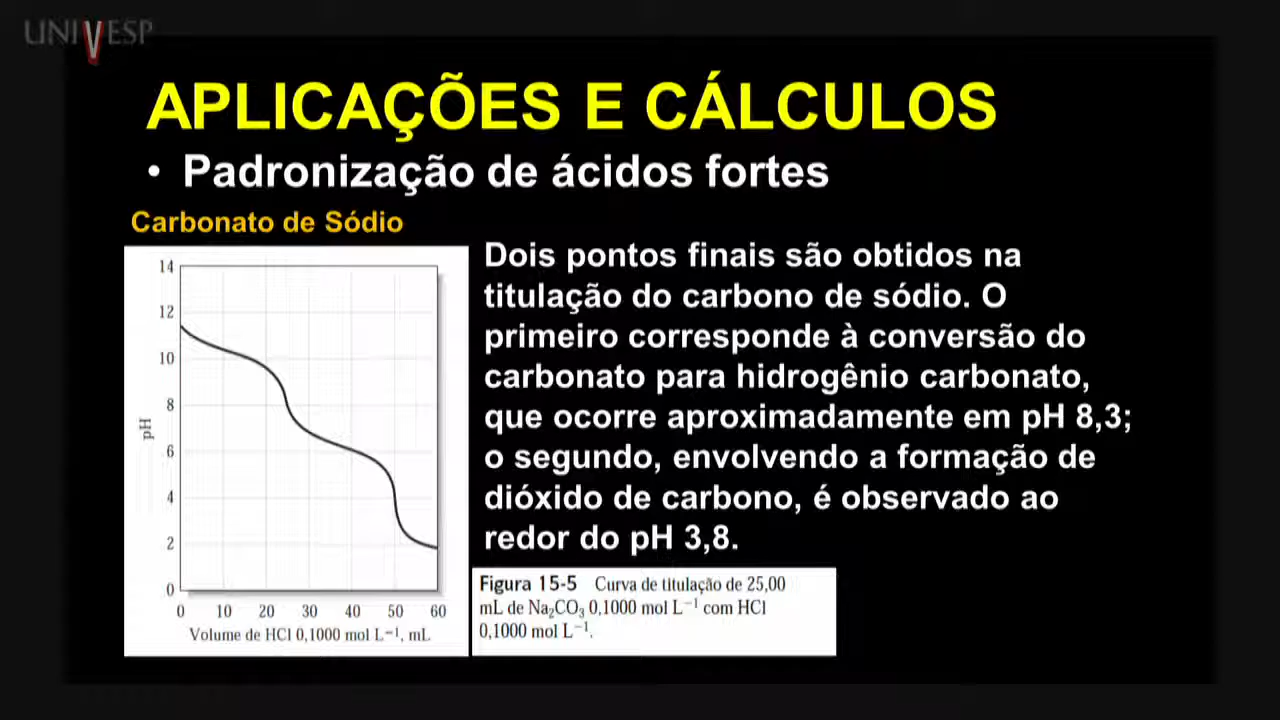 UNIVESP
APLICAÇÕES E CÁLCULOS
• Padronização de ácidos fortes
Carbonato de Sódio
Dois pontos finais são obtidos na
titulação do carbono de sódio. O
primeiro corresponde à conversão do
carbonato para hidrogênio carbonato,
que ocorre aproximadamente em pH 8,3;
o segundo, envolvendo a formação de
dióxido de carbono, é observado ao
redor do pH 3,8.
14
12
10
8
6
4
2
0
pH
0 10 20 30 40 50 60
Volume de HCl 0,1000 mol L⁻¹, mL
Figura 15-5 Curva de titulação de 25,00
mL de Na₂CO₃ 0,1000 mol L⁻¹ com HCl
0,1000 mol L⁻¹.